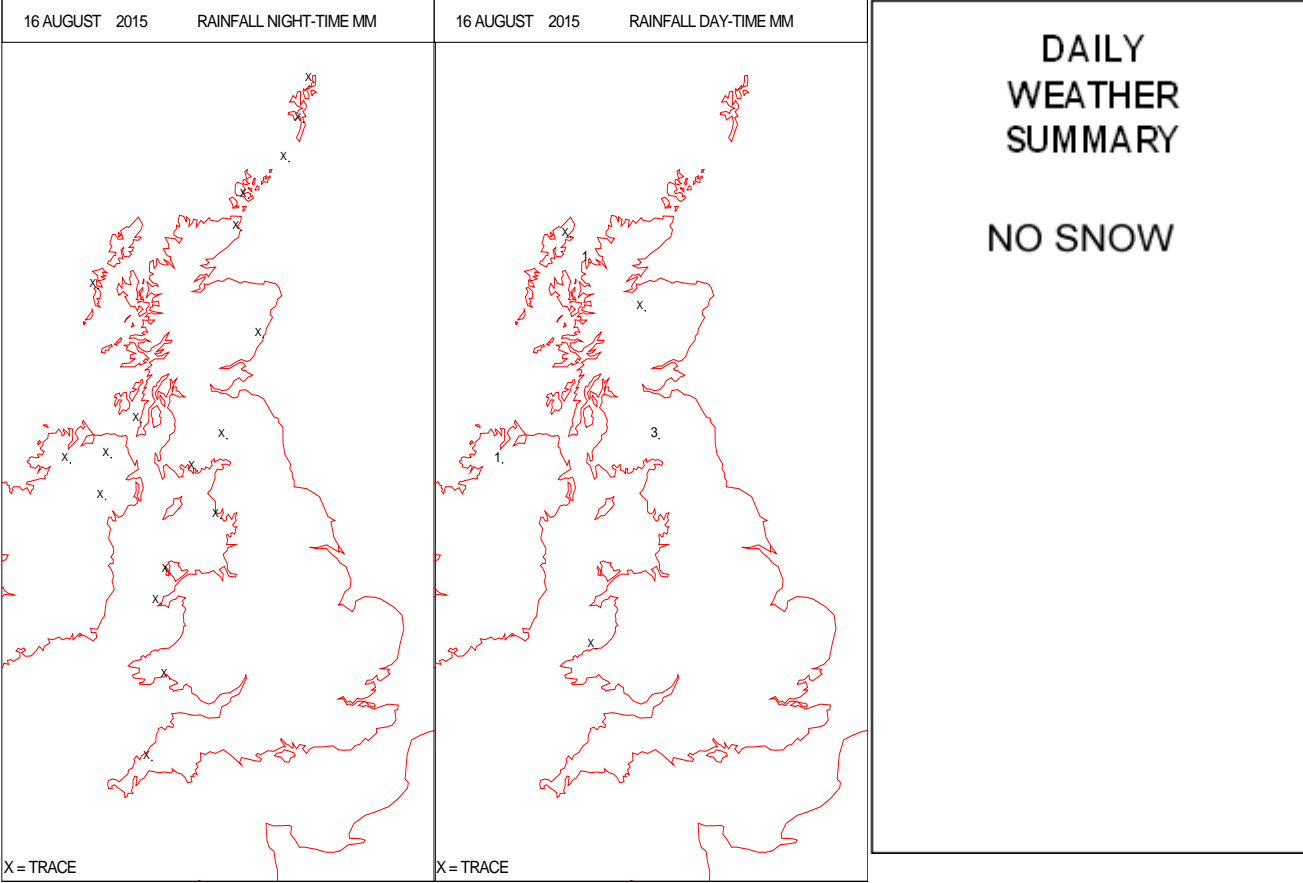 16 AUGUST 2015 RAINFALL NIGHT-TIME MM
X
X
X.
X.
X.
X
X.
X.
X.
X.
X.
X.
X.
X.
X
X
X.
X.
X = TRACE
16 AUGUST 2015 RAINFALL DAY-TIME MM
X.
1
X.
3.
1.
X.
X = TRACE
DAILY
WEATHER
SUMMARY
NO SNOW